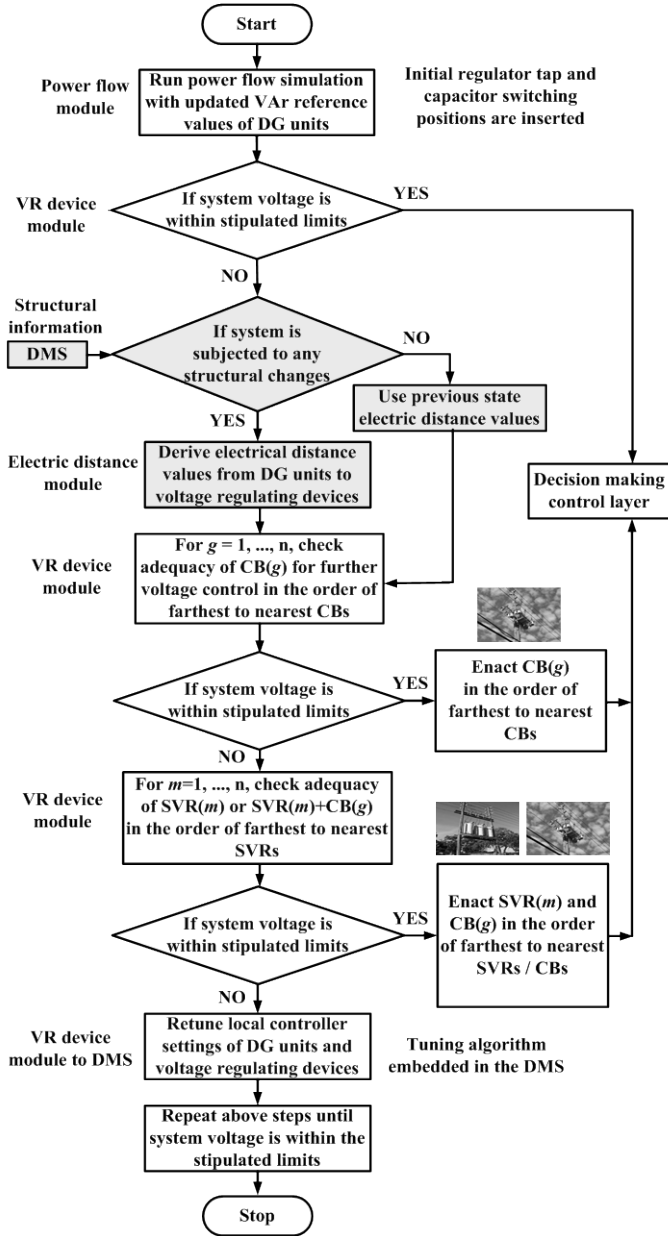 Start
Power flow
module
Run power flow simulation
with updated VAr reference
values of DG units
Initial regulator tap and
capacitor switching
positions are inserted
VR device
module
If system voltage is
within stipulated limits
YES
NO
Structural
information
DMS
If system is
subjected to any
structural changes
NO
YES
Use previous state
electric distance values
Electric distance
module
Derive electrical distance
values from DG units to
voltage regulating devices
Decision making
control layer
VR device
module
For g = 1, ..., n, check
adequacy of CB(g) for further
voltage control in the order of
farthest to nearest CBs
If system voltage is
within stipulated limits
YES
NO
Enact CB(g)
in the order of
farthest to nearest
CBs
VR device
module
For m=1, ..., n, check adequacy
of SVR(m) or SVR(m)+CB(g)
in the order of farthest to nearest
SVRs
If system voltage is
within stipulated limits
YES
NO
Enact SVR(m) and
CB(g) in the order
of farthest to nearest
SVRs / CBs
VR device
module to DMS
Retune local controller
settings of DG units and
voltage regulating devices
Tuning algorithm
embedded in the DMS
Repeat above steps until
system voltage is within the
stipulated limits
Stop